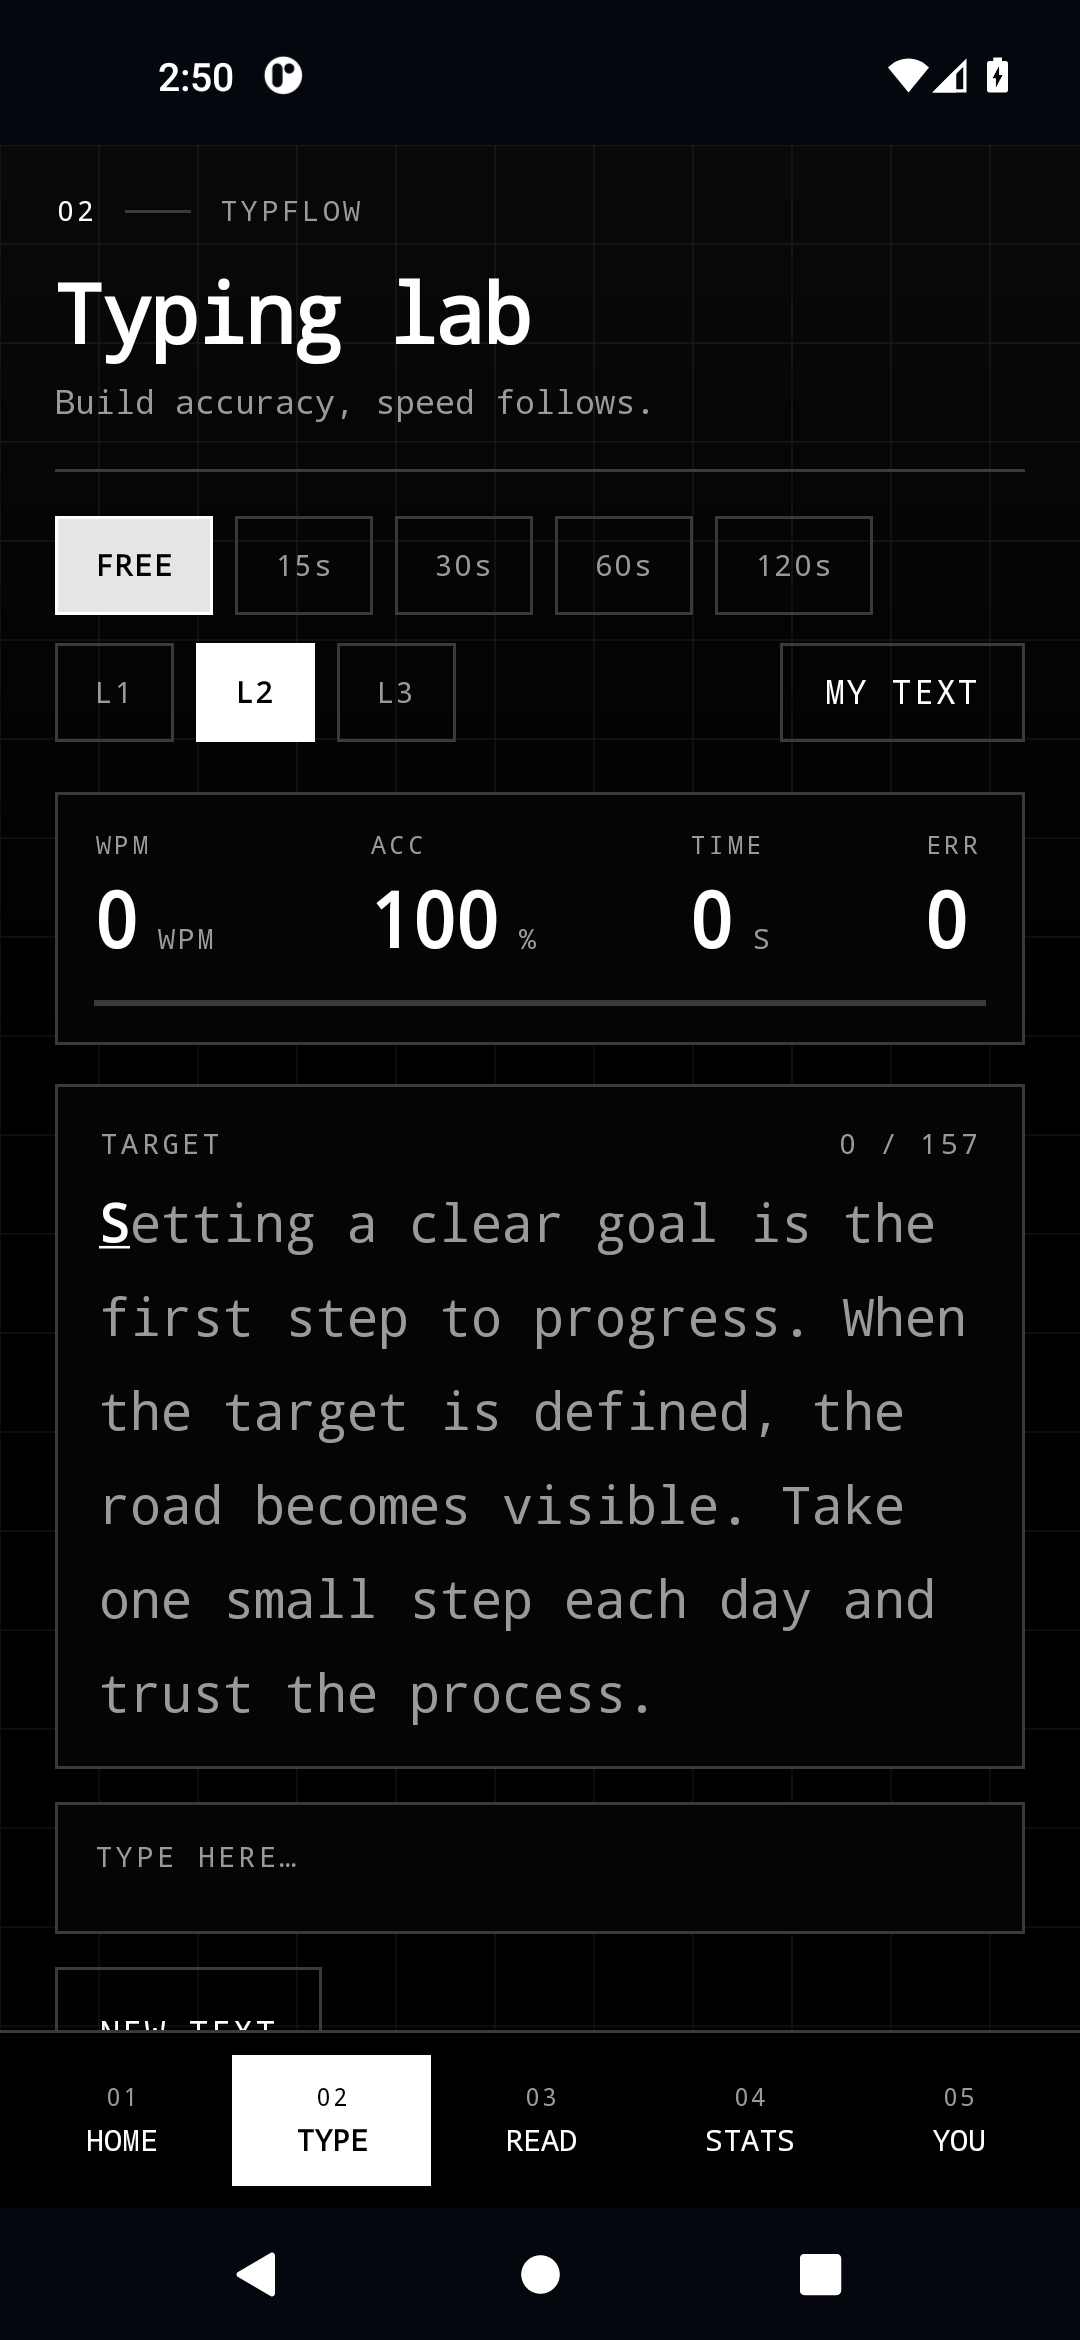 2:50
02 TYPFLOW
Typing lab
Build accuracy, speed follows.
FREE 15s 30s 60s 120s
L1 L2 L3 MY TEXT
WPM ACC TIME ERR
0 WPM 100 % 0 S 0
TARGET 0 / 157
Setting a clear goal is the
first step to progress. When
the target is defined, the
road becomes visible. Take
one small step each day and
trust the process.
TYPE HERE…
NEW TEXT
01 02 03 04 05
HOME TYPE READ STATS YOU